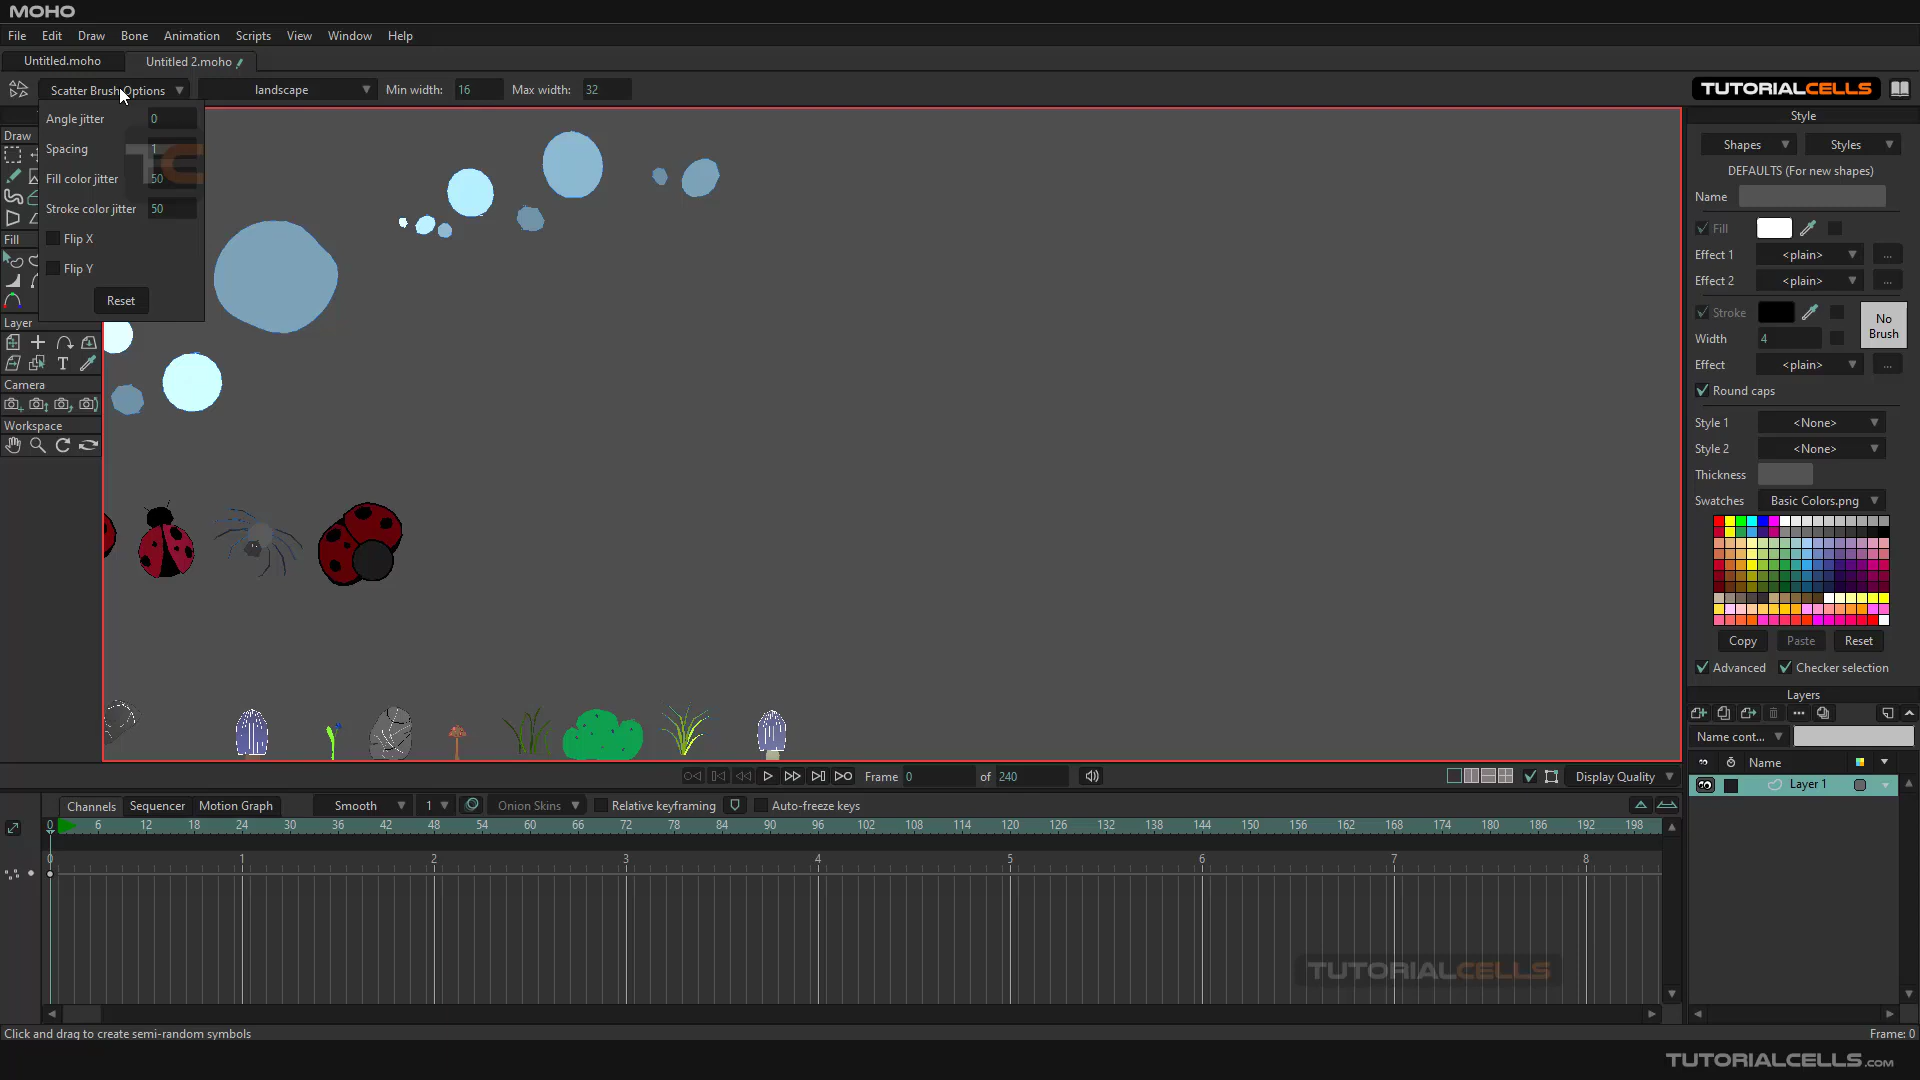 MOHO
File Edit Draw Bone Animation Scripts View Window Help
Untitled.moho Untitled 2.moho
Scatter Brush Options landscape Min width: 16 Max width: 32
TUTORIALCELLS
Angle jitter 0
Spacing 1
Fill color jitter 50
Stroke color jitter 50
Flip X
Flip Y
Reset
TC
Draw
Fill
Layer
Camera
Workspace
Style
Shapes Styles
DEFAULTS (For new shapes)
Name
Fill
Effect 1 <plain> ...
Effect 2 <plain> ...
Stroke
No
Brush
Width 4
Effect <plain> ...
Round caps
Style 1 <None>
Style 2 <None>
Thickness
Swatches Basic Colors.png
Copy Paste Reset
Advanced Checker selection
Layers
Name cont...
Name
Layer 1
Frame 0 of 240 Display Quality
Channels Sequencer Motion Graph Smooth 1 Onion Skins Relative keyframing Auto-freeze keys
0 6 12 18 24 30 36 42 48 54 60 66 72 78 84 90 96 102 108 114 120 126 132 138 144 150 156 162 168 174 180 186 192 198
0 1 2 3 4 5 6 7 8
TUTORIALCELLS
Click and drag to create semi-random symbols Frame: 0
TUTORIALCELLS.COM